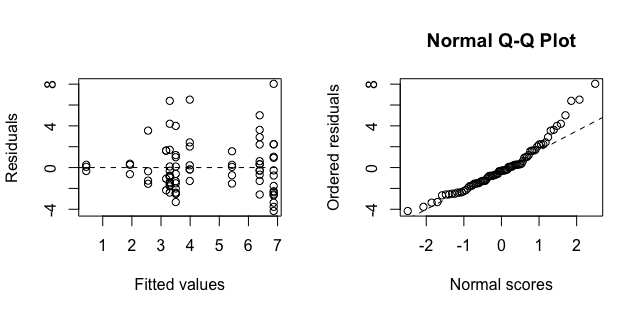 Residuals
8
4
0
-4
1 2 3 4 5 6 7
Fitted values
Normal Q-Q Plot
Ordered residuals
8
4
0
-4
-2 -1 0 1 2
Normal scores